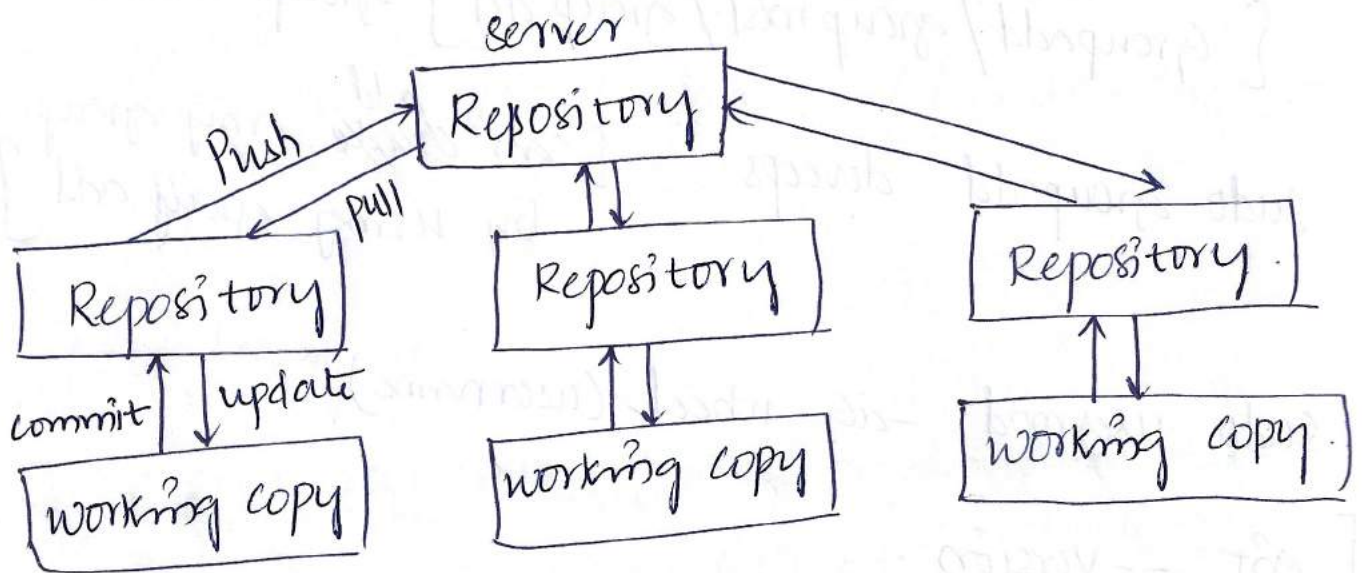 server
Repository
Push
pull
Repository
Repository
Repository.
commit
update
working copy
working copy
working copy.